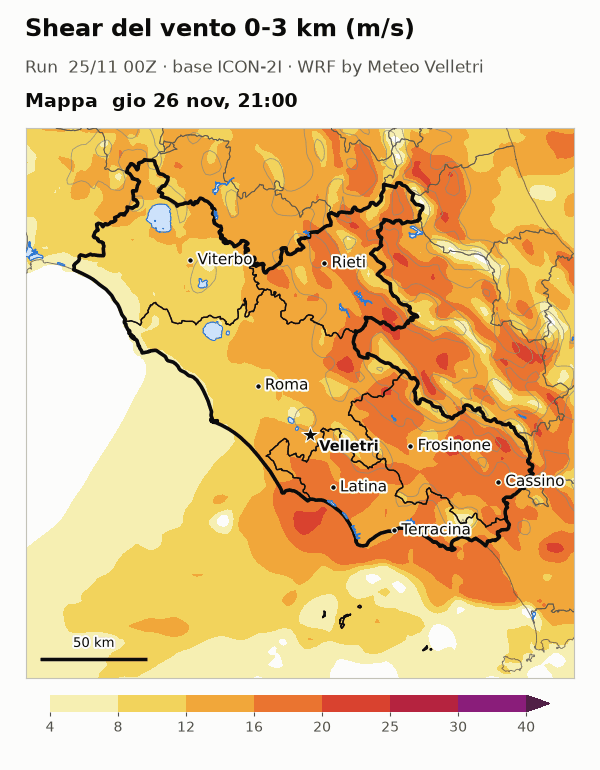 Shear del vento 0-3 km (m/s)
Run  25/11 00Z · base ICON-2I · WRF by Meteo Velletri
Mappa  gio 26 nov, 21:00
Viterbo
Rieti
Roma
Velletri
Frosinone
Cassino
Latina
Terracina
50 km
4 8 12 16 20 25 30 40